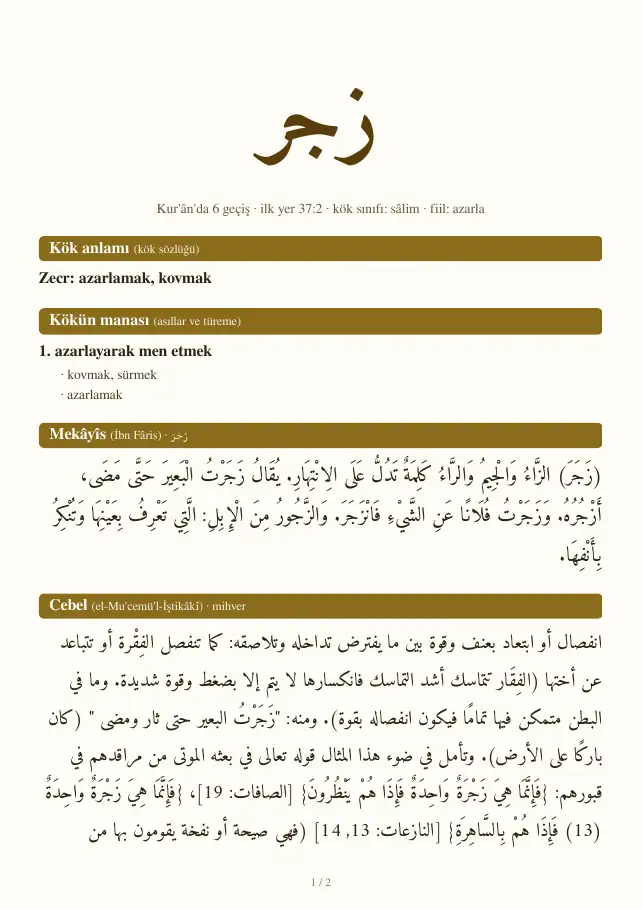 زجر
Kur'ân'da 6 geçiş · ilk yer 37:2 · kök sınıfı: sâlim · fiil: azarla
Kök anlamı (kök sözlüğü)
Zecr: azarlamak, kovmak
Kökün manası (asıllar ve türeme)
1. azarlayarak men etmek
· kovmak, sürmek
· azarlamak
Mekâyîs (İbn Fâris) · زَجَرَ
(زَجَرَ) الزَّاءُ وَالْجِيمُ وَالرَّاءُ كَلِمَةٌ تَدُلُّ عَلَى الِانْتِهَارِ. يُقَالُ زَجَرْتُ الْبَعِيرَ حَتَّى مَضَى،
أَزْجُرُهُ. وَزَجَرْتُ فُلَانًا عَنِ الشَّيْءِ فَانْزَجَرَ. وَالزَّجُورُ مِنَ الْإِبِلِ: الَّتِي تَعْرِفُ بِعَيْنِهَا وَتُنْكِرُ
بِأَنْفِهَا.
Cebel (el-Mu'cemü'l-İştikâkî) · mihver
انفصال أو ابتعاد بعنف وقوة بين ما يفترض تداخله وتلاصقه: كما تنفصل الفِقْرة أو تتباعد
عن أختها (الفِقَار تتماسك أشد التماسك فانكسارها لا يتم إلا بضغط وقوة شديدة. وما في
البطن متمكن فيها تمامًا فيكون انفصاله بقوة). ومنه: "زَجَرْتُ البعير حتى ثار ومضى " (كان
باركًا على الأرض). وتأمل في ضوء هذا المثال قوله تعالى في بعثه الموتى من مراقدهم في
قبورهم: {فَإِنَّمَا هِيَ زَجْرَةٌ وَاحِدَةٌ فَإِذَا هُمْ يَنْظُرُونَ} [الصافات: 19]، {فَإِنَّمَا هِيَ زَجْرَةٌ وَاحِدَةٌ
(13) فَإِذَا هُمْ بِالسَّاهِرَةِ} [النازعات: 13, 14] (فهي صيحة أو نفخة يقومون بها من
1 / 2